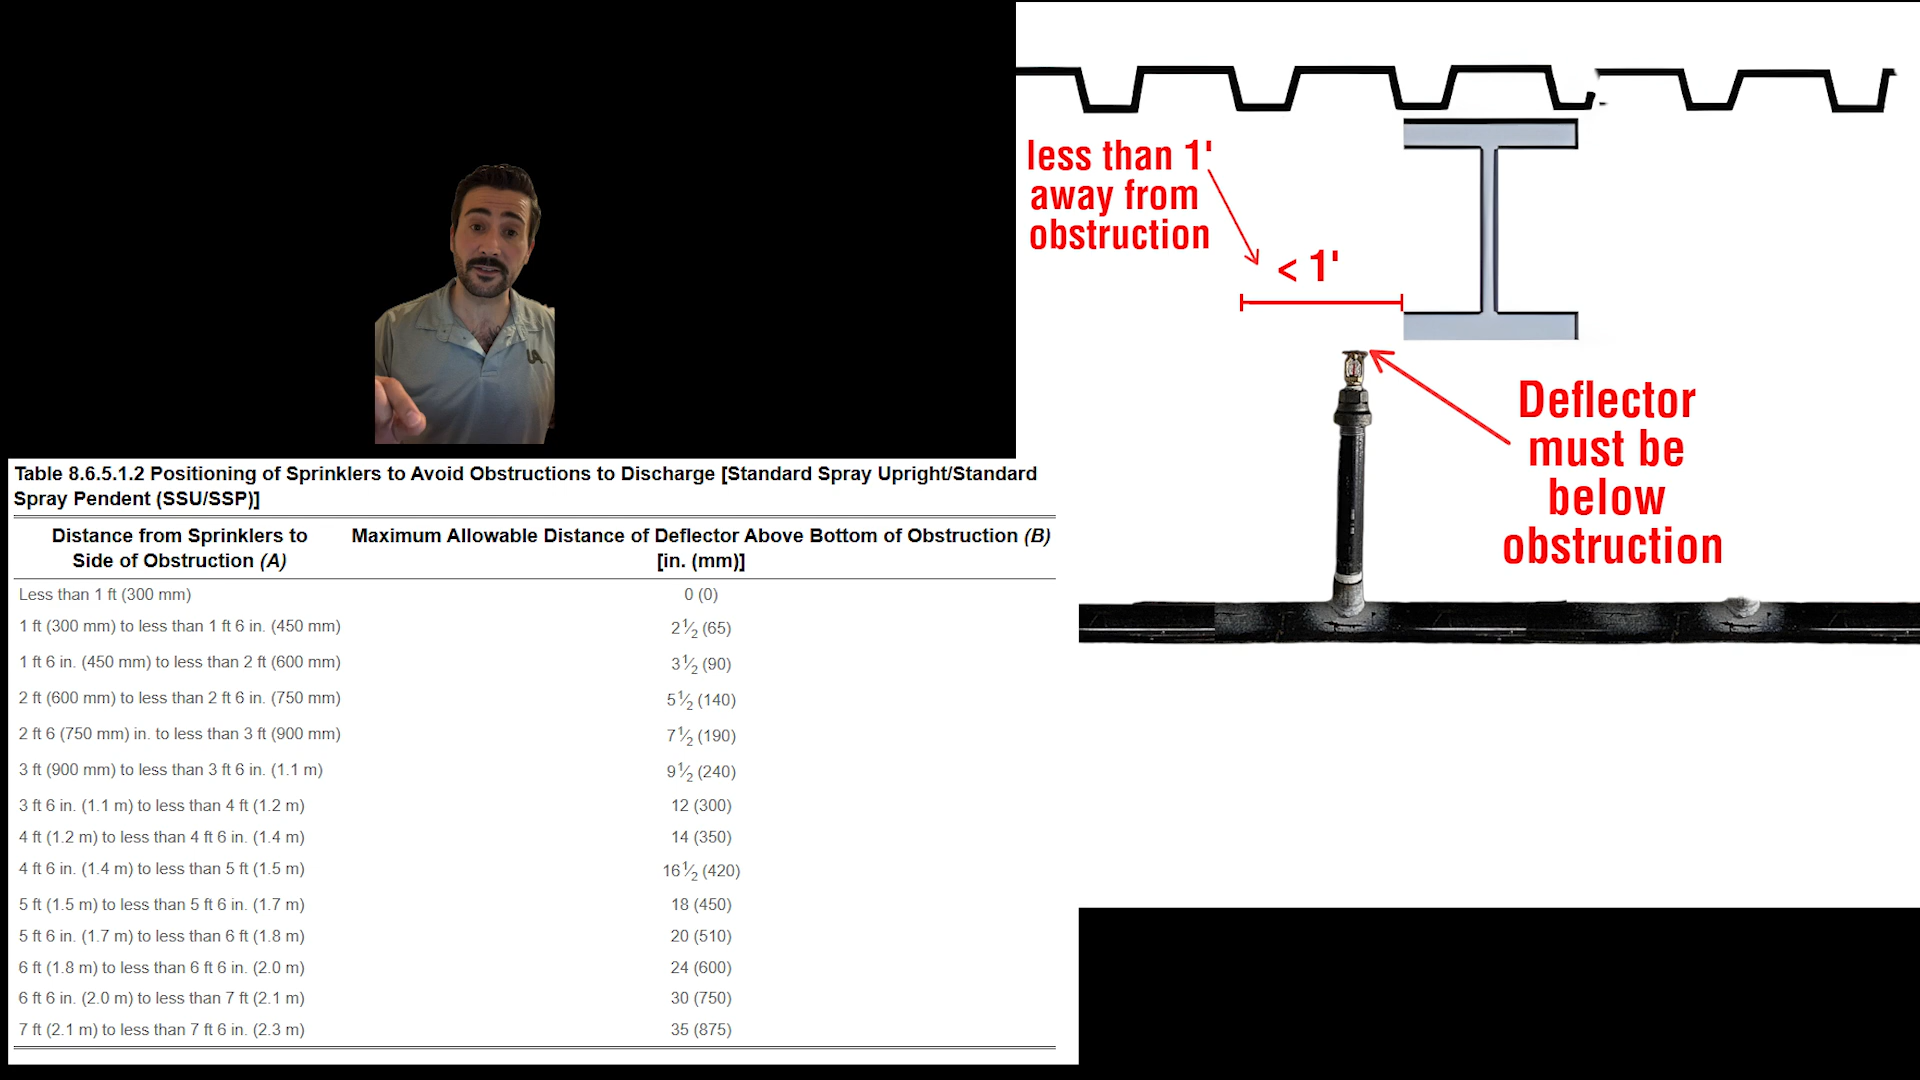 less than 1'
away from
obstruction
< 1'
Deflector
must be
below
obstruction
UA
Table 8.6.5.1.2 Positioning of Sprinklers to Avoid Obstructions to Discharge [Standard Spray Upright/Standard
Spray Pendent (SSU/SSP)]
Distance from Sprinklers to
Side of Obstruction (A)
Maximum Allowable Distance of Deflector Above Bottom of Obstruction (B)
[in. (mm)]
Less than 1 ft (300 mm) 0 (0)
1 ft (300 mm) to less than 1 ft 6 in. (450 mm) 2 1/2 (65)
1 ft 6 in. (450 mm) to less than 2 ft (600 mm) 3 1/2 (90)
2 ft (600 mm) to less than 2 ft 6 in. (750 mm) 5 1/2 (140)
2 ft 6 (750 mm) in. to less than 3 ft (900 mm) 7 1/2 (190)
3 ft (900 mm) to less than 3 ft 6 in. (1.1 m) 9 1/2 (240)
3 ft 6 in. (1.1 m) to less than 4 ft (1.2 m) 12 (300)
4 ft (1.2 m) to less than 4 ft 6 in. (1.4 m) 14 (350)
4 ft 6 in. (1.4 m) to less than 5 ft (1.5 m) 16 1/2 (420)
5 ft (1.5 m) to less than 5 ft 6 in. (1.7 m) 18 (450)
5 ft 6 in. (1.7 m) to less than 6 ft (1.8 m) 20 (510)
6 ft (1.8 m) to less than 6 ft 6 in. (2.0 m) 24 (600)
6 ft 6 in. (2.0 m) to less than 7 ft (2.1 m) 30 (750)
7 ft (2.1 m) to less than 7 ft 6 in. (2.3 m) 35 (875)